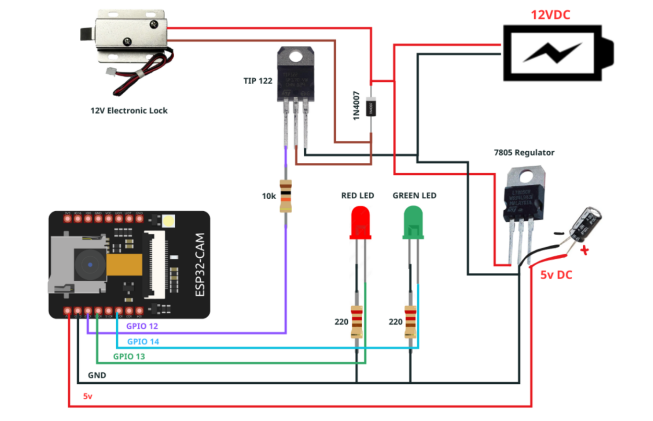 12VDC
TIP 122
12V Electronic Lock
1N4007
7805 Regulator
10k
RED LED
GREEN LED
ESP32-CAM
-
+
5v DC
220
220
GPIO 12
GPIO 14
GPIO 13
GND
5v